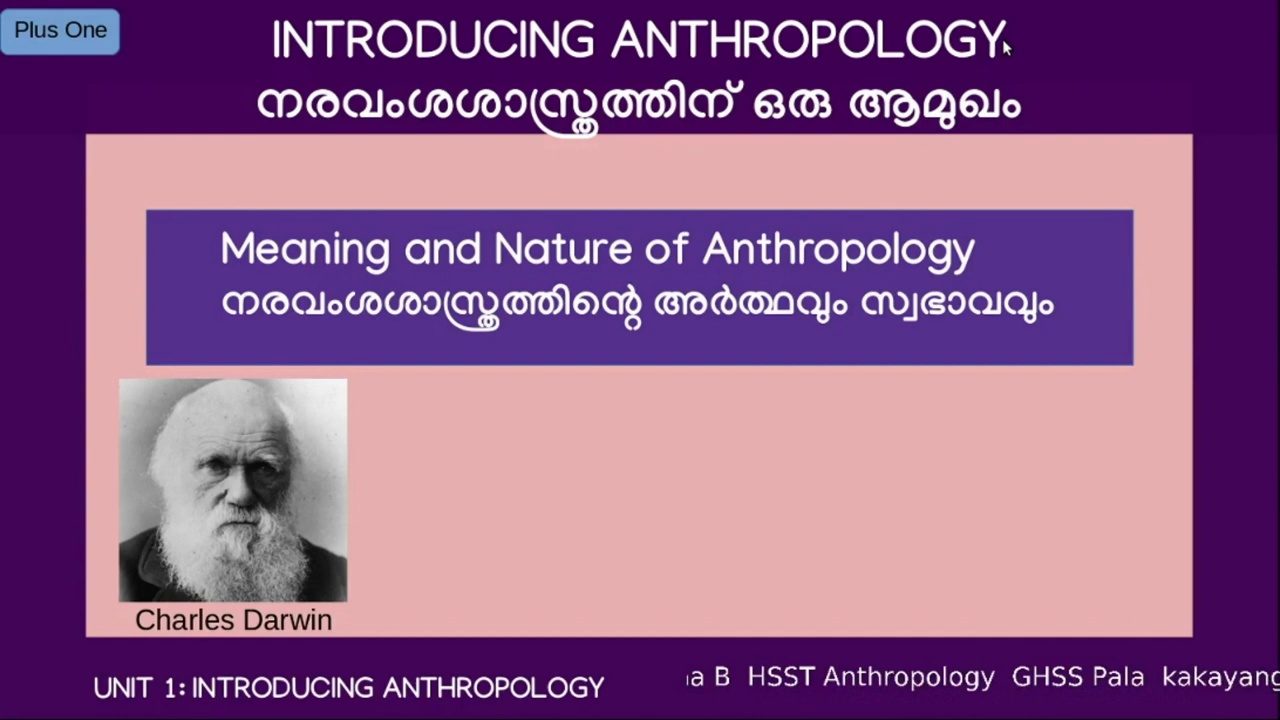 Plus One
INTRODUCING ANTHROPOLOGY
നരവംശശാസ്ത്രത്തിന് ഒരു ആമുഖം
Meaning and Nature of Anthropology
നരവംശശാസ്ത്രത്തിന്റെ അർത്ഥവും സ്വഭാവവും
Charles Darwin
UNIT 1: INTRODUCING ANTHROPOLOGY
B HSST Anthropology GHSS Pala